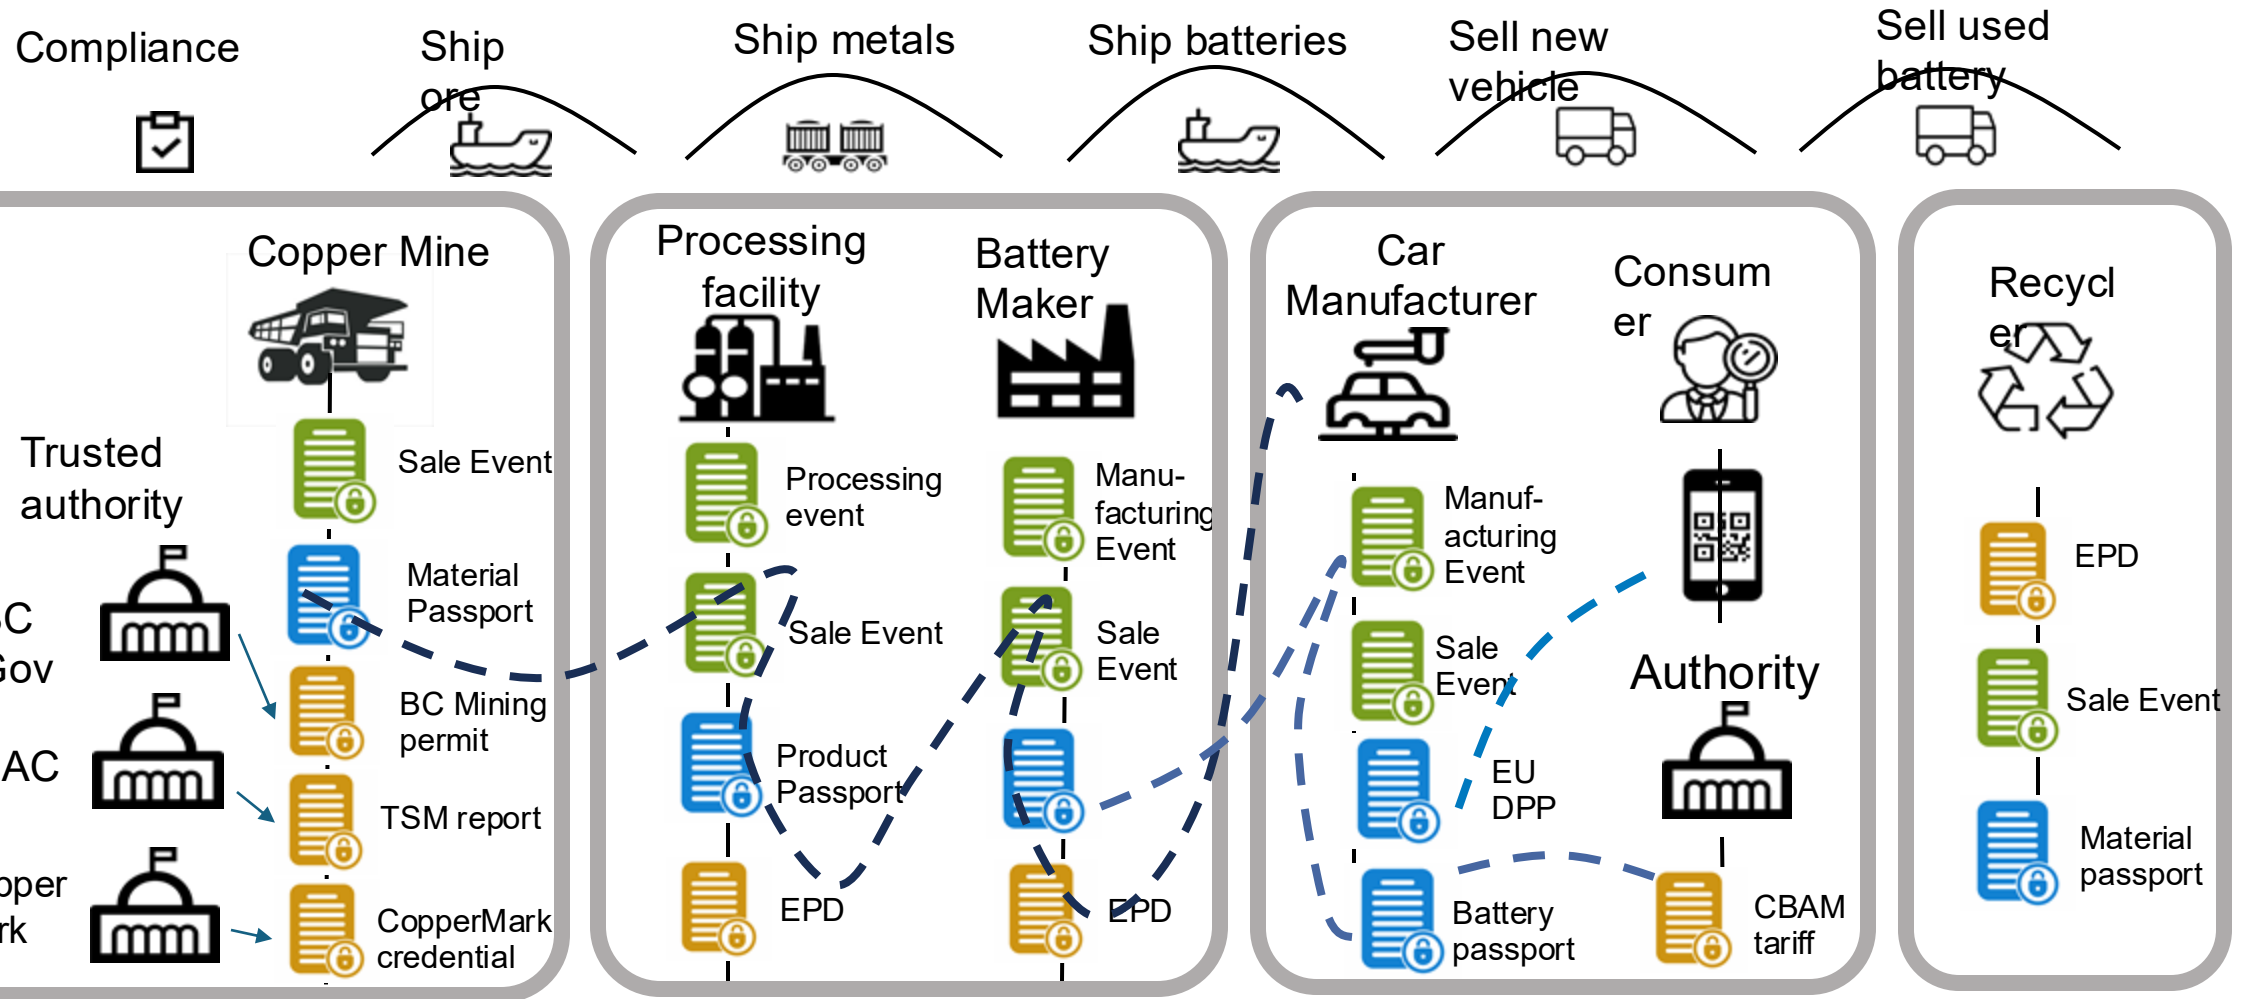 Compliance
Ship
ore
Ship metals
Ship batteries
Sell new
vehicle
Sell used
battery
Copper Mine
Trusted
authority
Sale Event
Material
Passport
BC Mining
permit
TSM report
CopperMark
credential
Gov
AC
Processing
facility
Processing
event
Sale Event
Product
Passport
EPD
Battery
Maker
Manu-
facturing
Event
Sale
Event
EPD
Car
Manufacturer
Manuf-
acturing
Event
Sale
Event
EU
DPP
Battery
passport
Consum
er
Authority
CBAM
tariff
Recycl
er
EPD
Sale Event
Material
passport